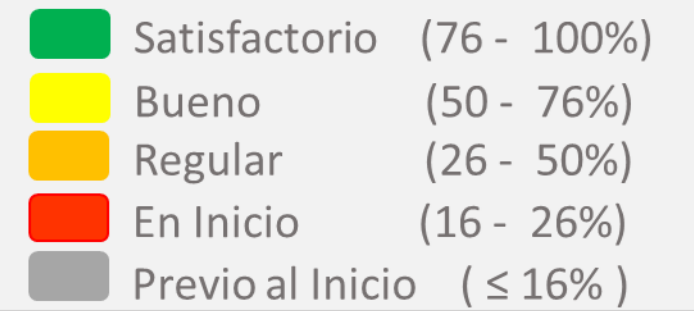 Satisfactorio (76 - 100%)
Bueno (50 - 76%)
Regular (26 - 50%)
En Inicio (16 - 26%)
Previo al Inicio ( ≤ 16% )